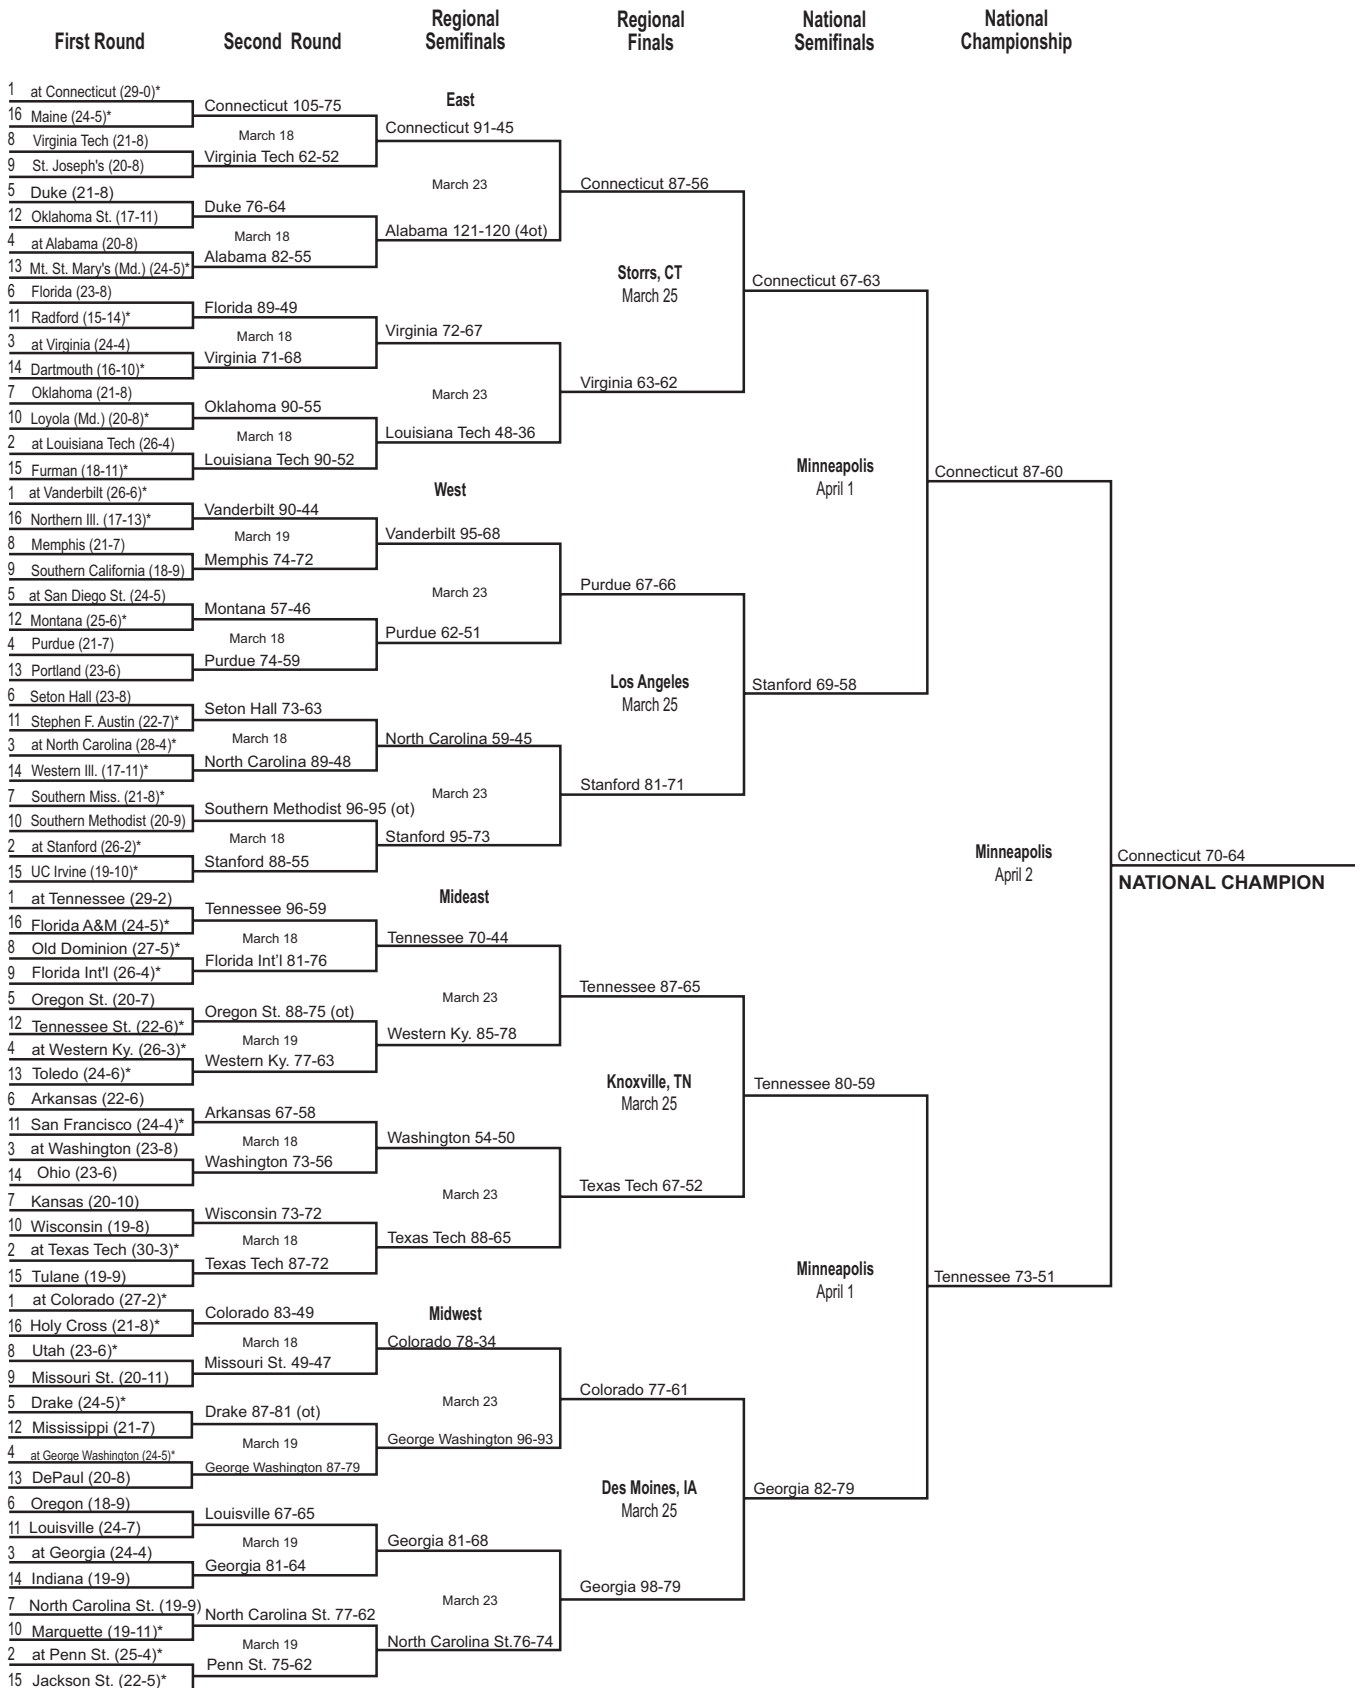 First Round
Second Round
Regional
Semifinals
Regional
Finals
National
Semifinals
National
Championship
East
1 at Connecticut (29-0)*
16 Maine (24-5)*
8 Virginia Tech (21-8)
9 St. Joseph's (20-8)
5 Duke (21-8)
12 Oklahoma St. (17-11)
4 at Alabama (20-8)
13 Mt. St. Mary's (Md.) (24-5)*
6 Florida (23-8)
11 Radford (15-14)*
3 at Virginia (24-4)
14 Dartmouth (16-10)*
7 Oklahoma (21-8)
10 Loyola (Md.) (20-8)*
2 at Louisiana Tech (26-4)
15 Furman (18-11)*
Connecticut 105-75
March 18
Virginia Tech 62-52
Duke 76-64
March 18
Alabama 82-55
Florida 89-49
March 18
Virginia 71-68
Oklahoma 90-55
March 18
Louisiana Tech 90-52
Connecticut 91-45
March 23
Alabama 121-120 (4ot)
Virginia 72-67
March 23
Louisiana Tech 48-36
Connecticut 87-56
Storrs, CT
March 25
Virginia 63-62
Connecticut 67-63
West
1 at Vanderbilt (26-6)*
16 Northern Ill. (17-13)*
8 Memphis (21-7)
9 Southern California (18-9)
5 at San Diego St. (24-5)
12 Montana (25-6)*
4 Purdue (21-7)
13 Portland (23-6)
6 Seton Hall (23-8)
11 Stephen F. Austin (22-7)*
3 at North Carolina (28-4)*
14 Western Ill. (17-11)*
7 Southern Miss. (21-8)*
10 Southern Methodist (20-9)
2 at Stanford (26-2)*
15 UC Irvine (19-10)*
Vanderbilt 90-44
March 19
Memphis 74-72
Montana 57-46
March 18
Purdue 74-59
Seton Hall 73-63
March 18
North Carolina 89-48
Southern Methodist 96-95 (ot)
March 18
Stanford 88-55
Vanderbilt 95-68
March 23
Purdue 62-51
North Carolina 59-45
March 23
Stanford 95-73
Purdue 67-66
Los Angeles
March 25
Stanford 81-71
Stanford 69-58
Minneapolis
April 1
Connecticut 87-60
Mideast
1 at Tennessee (29-2)
16 Florida A&M (24-5)*
8 Old Dominion (27-5)*
9 Florida Int'l (26-4)*
5 Oregon St. (20-7)
12 Tennessee St. (22-6)*
4 at Western Ky. (26-3)*
13 Toledo (24-6)*
6 Arkansas (22-6)
11 San Francisco (24-4)*
3 at Washington (23-8)
14 Ohio (23-6)
7 Kansas (20-10)
10 Wisconsin (19-8)
2 at Texas Tech (30-3)*
15 Tulane (19-9)
Tennessee 96-59
March 18
Florida Int'l 81-76
Oregon St. 88-75 (ot)
March 19
Western Ky. 77-63
Arkansas 67-58
March 18
Washington 73-56
Wisconsin 73-72
March 18
Texas Tech 87-72
Tennessee 70-44
March 23
Western Ky. 85-78
Washington 54-50
March 23
Texas Tech 88-65
Tennessee 87-65
Knoxville, TN
March 25
Texas Tech 67-52
Tennessee 80-59
Midwest
1 at Colorado (27-2)*
16 Holy Cross (21-8)*
8 Utah (23-6)*
9 Missouri St. (20-11)
5 Drake (24-5)*
12 Mississippi (21-7)
4 at George Washington (24-5)*
13 DePaul (20-8)
6 Oregon (18-9)
11 Louisville (24-7)
3 at Georgia (24-4)
14 Indiana (19-9)
7 North Carolina St. (19-9)
10 Marquette (19-11)*
2 at Penn St. (25-4)*
15 Jackson St. (22-5)*
Colorado 83-49
March 18
Missouri St. 49-47
Drake 87-81 (ot)
March 19
George Washington 87-79
Louisville 67-65
March 19
Georgia 81-64
North Carolina St. 77-62
March 19
Penn St. 75-62
Colorado 78-34
March 23
George Washington 96-93
Georgia 81-68
March 23
North Carolina St.76-74
Colorado 77-61
Des Moines, IA
March 25
Georgia 98-79
Georgia 82-79
Minneapolis
April 1
Tennessee 73-51
Minneapolis
April 2
Connecticut 70-64
NATIONAL CHAMPION